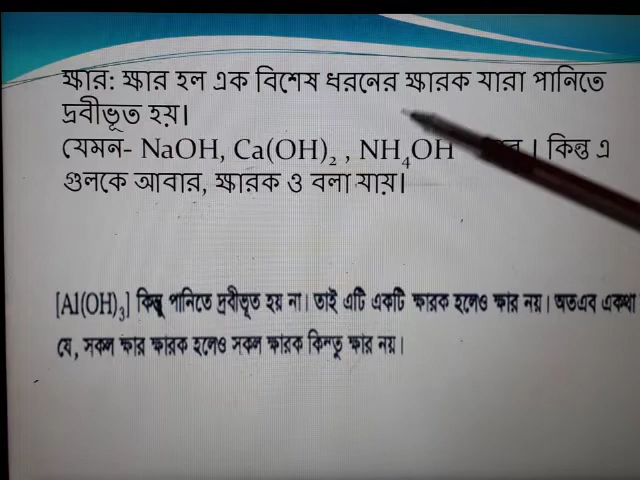 ক্ষার: ক্ষার হল এক বিশেষ ধরনের ক্ষারক যারা পানিতে
দ্রবীভূত হয়।
যেমন- NaOH, Ca(OH)₂ , NH₄OH । কিন্তু এ
গুলকে আবার, ক্ষারক ও বলা যায়।
[Al(OH)₃] কিন্তু পানিতে দ্রবীভূত হয় না। তাই এটি একটি ক্ষারক হলেও ক্ষার নয়। অতএব একথা
যে, সকল ক্ষার ক্ষারক হলেও সকল ক্ষারক কিনতু ক্ষার নয়।